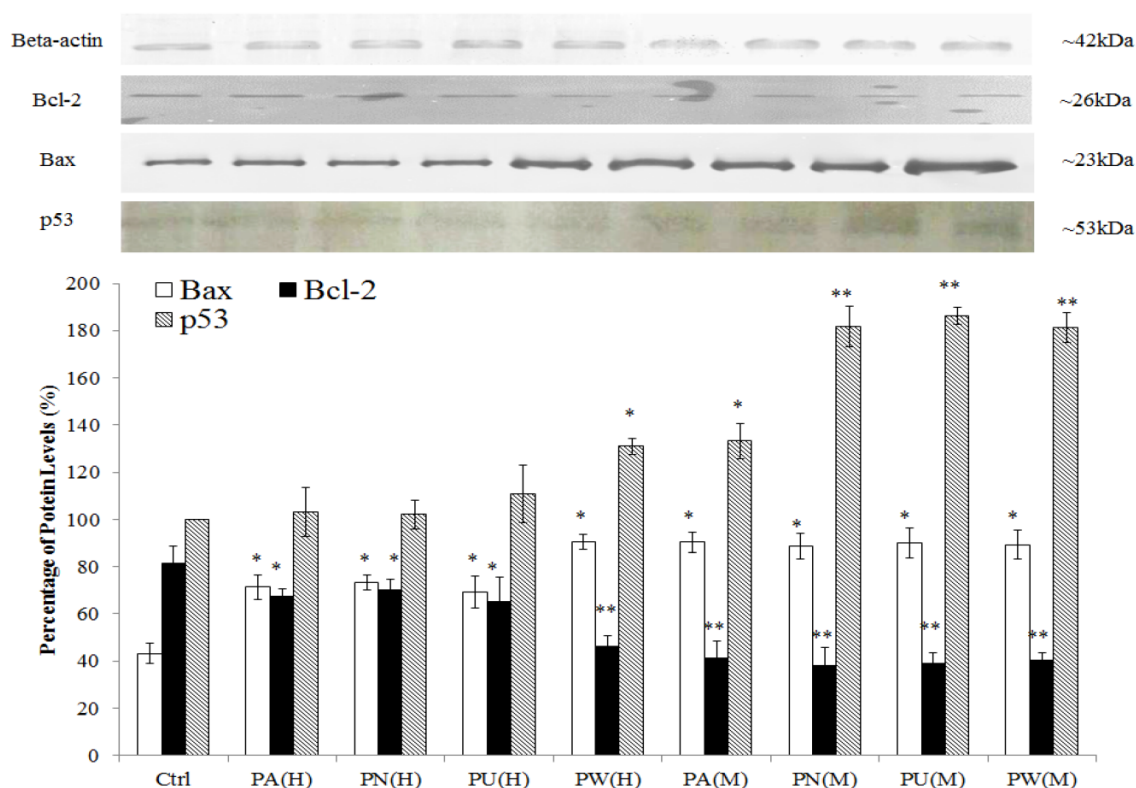 Beta-actin ~42kDa
Bcl-2 ~26kDa
Bax ~23kDa
p53 ~53kDa
Percentage of Potein Levels (%)
200
180
160
140
120
100
80
60
40
20
0
Bax Bcl-2
p53
** ** **
* *
* * * * *
* * * * * *
** ** ** ** **
Ctrl PA(H) PN(H) PU(H) PW(H) PA(M) PN(M) PU(M) PW(M)